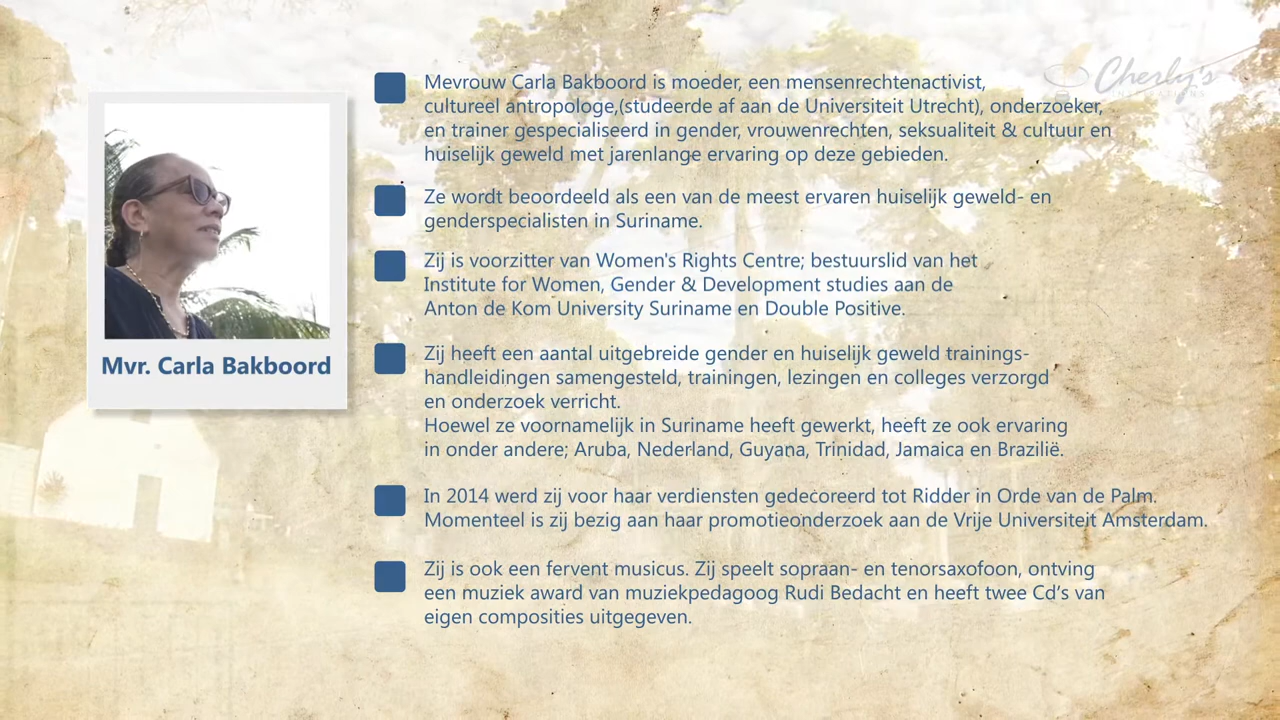 Cherly's
Mevrouw Carla Bakboord is moeder, een mensenrechtenactivist,
cultureel antropologe,(studeerde af aan de Universiteit Utrecht), onderzoeker,
en trainer gespecialiseerd in gender, vrouwenrechten, seksualiteit & cultuur en
huiselijk geweld met jarenlange ervaring op deze gebieden.
Ze wordt beoordeeld als een van de meest ervaren huiselijk geweld- en
genderspecialisten in Suriname.
Zij is voorzitter van Women's Rights Centre; bestuurslid van het
Institute for Women, Gender & Development studies aan de
Anton de Kom University Suriname en Double Positive.
Mvr. Carla Bakboord
Zij heeft een aantal uitgebreide gender en huiselijk geweld trainings-
handleidingen samengesteld, trainingen, lezingen en colleges verzorgd
en onderzoek verricht.
Hoewel ze voornamelijk in Suriname heeft gewerkt, heeft ze ook ervaring
in onder andere; Aruba, Nederland, Guyana, Trinidad, Jamaica en Brazilië.
In 2014 werd zij voor haar verdiensten gedecoreerd tot Ridder in Orde van de Palm.
Momenteel is zij bezig aan haar promotieonderzoek aan de Vrije Universiteit Amsterdam.
Zij is ook een fervent musicus. Zij speelt sopraan- en tenorsaxofoon, ontving
een muziek award van muziekpedagoog Rudi Bedacht en heeft twee Cd's van
eigen composities uitgegeven.